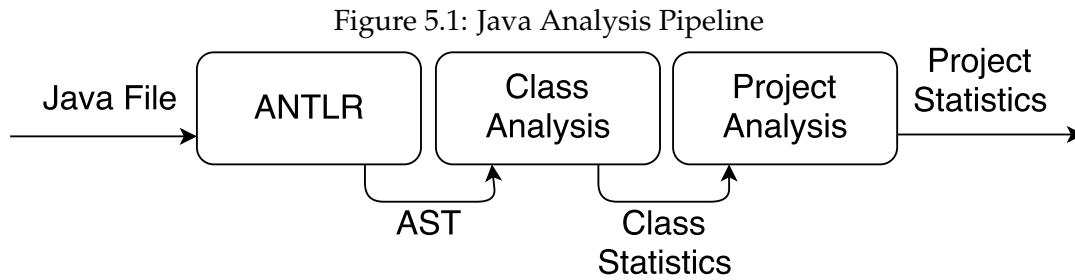 Figure 5.1: Java Analysis Pipeline
Java File
ANTLR
Class
Analysis
Project
Analysis
Project
Statistics
AST
Class
Statistics